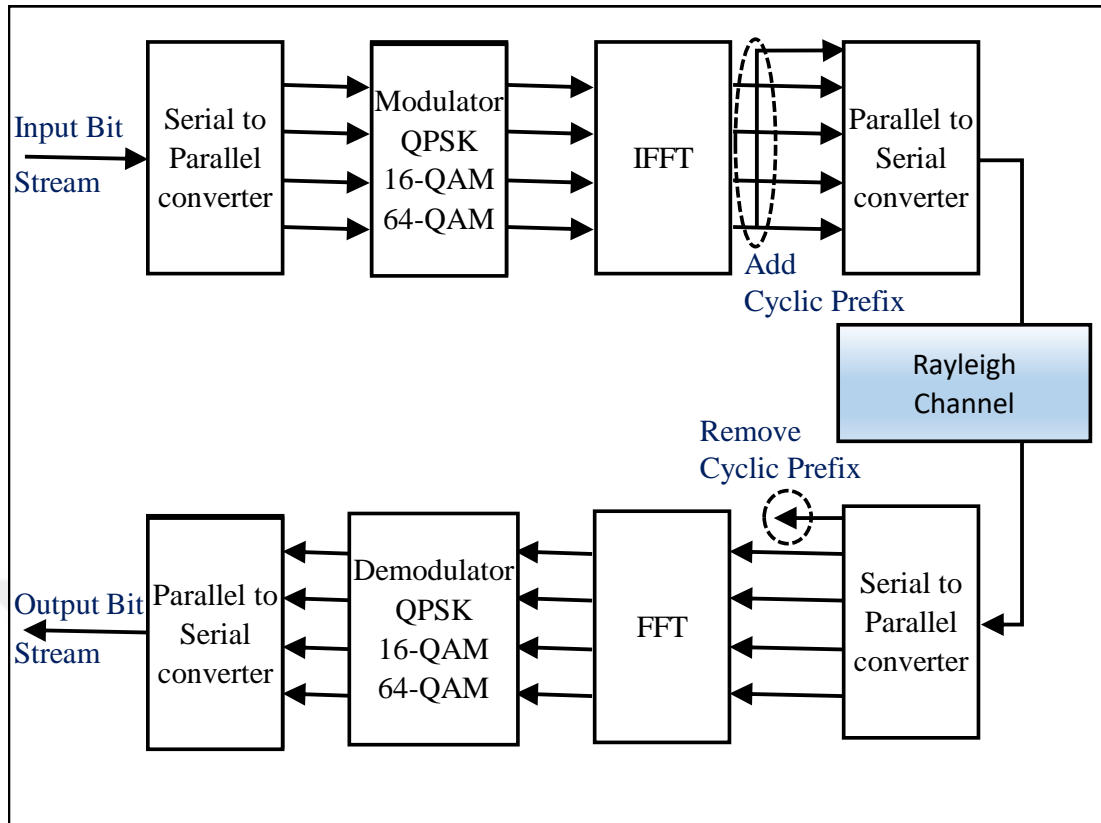 Input Bit
Stream
Serial to
Parallel
converter
Modulator
QPSK
16-QAM
64-QAM
IFFT
Add
Cyclic Prefix
Parallel to
Serial
converter
Rayleigh
Channel
Remove
Cyclic Prefix
Serial to
Parallel
converter
FFT
Demodulator
QPSK
16-QAM
64-QAM
Parallel to
Serial
converter
Output Bit
Stream